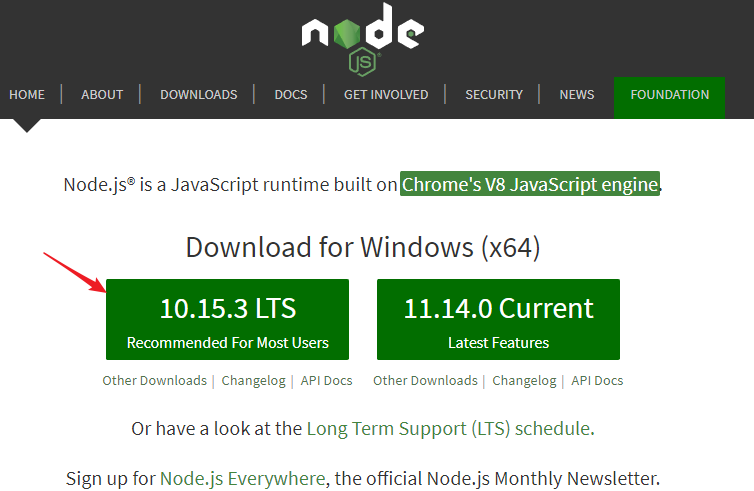 node
JS
HOME | ABOUT | DOWNLOADS | DOCS | GET INVOLVED | SECURITY | NEWS FOUNDATION
Node.js® is a JavaScript runtime built on Chrome's V8 JavaScript engine.
Download for Windows (x64)
10.15.3 LTS
Recommended For Most Users
11.14.0 Current
Latest Features
Other Downloads | Changelog | API Docs
Other Downloads | Changelog | API Docs
Or have a look at the Long Term Support (LTS) schedule.
Sign up for Node.js Everywhere, the official Node.js Monthly Newsletter.